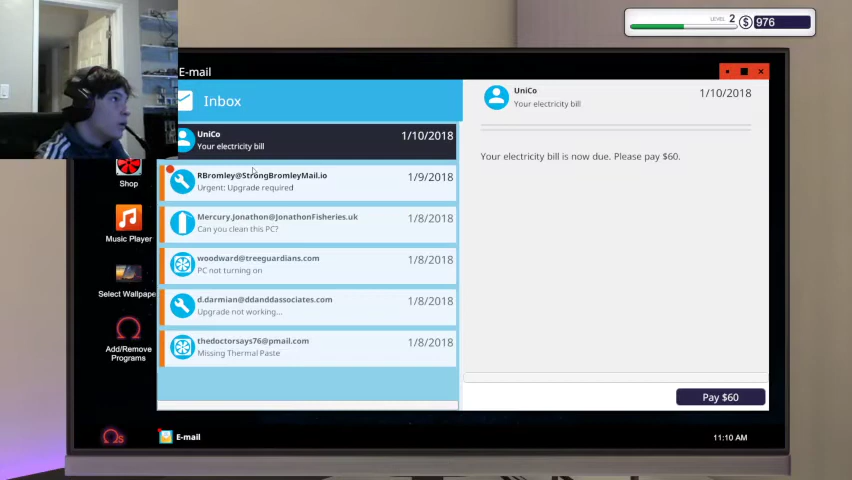 LEVEL 2 $ 976
E-mail
Inbox
UniCo
Your electricity bill
1/10/2018
RBromley@StrongBromleyMail.io
Urgent: Upgrade required
1/9/2018
Mercury.Jonathon@JonathonFisheries.uk
Can you clean this PC?
1/8/2018
woodward@treeguardians.com
PC not turning on
1/8/2018
d.darmian@ddanddassociates.com
Upgrade not working...
1/8/2018
thedoctorsays76@pmail.com
Missing Thermal Paste
1/8/2018
UniCo
Your electricity bill
1/10/2018
Your electricity bill is now due. Please pay $60.
Pay $60
Shop
Music Player
Select Wallpape
Add/Remove
Programs
Ωs
E-mail
11:10 AM